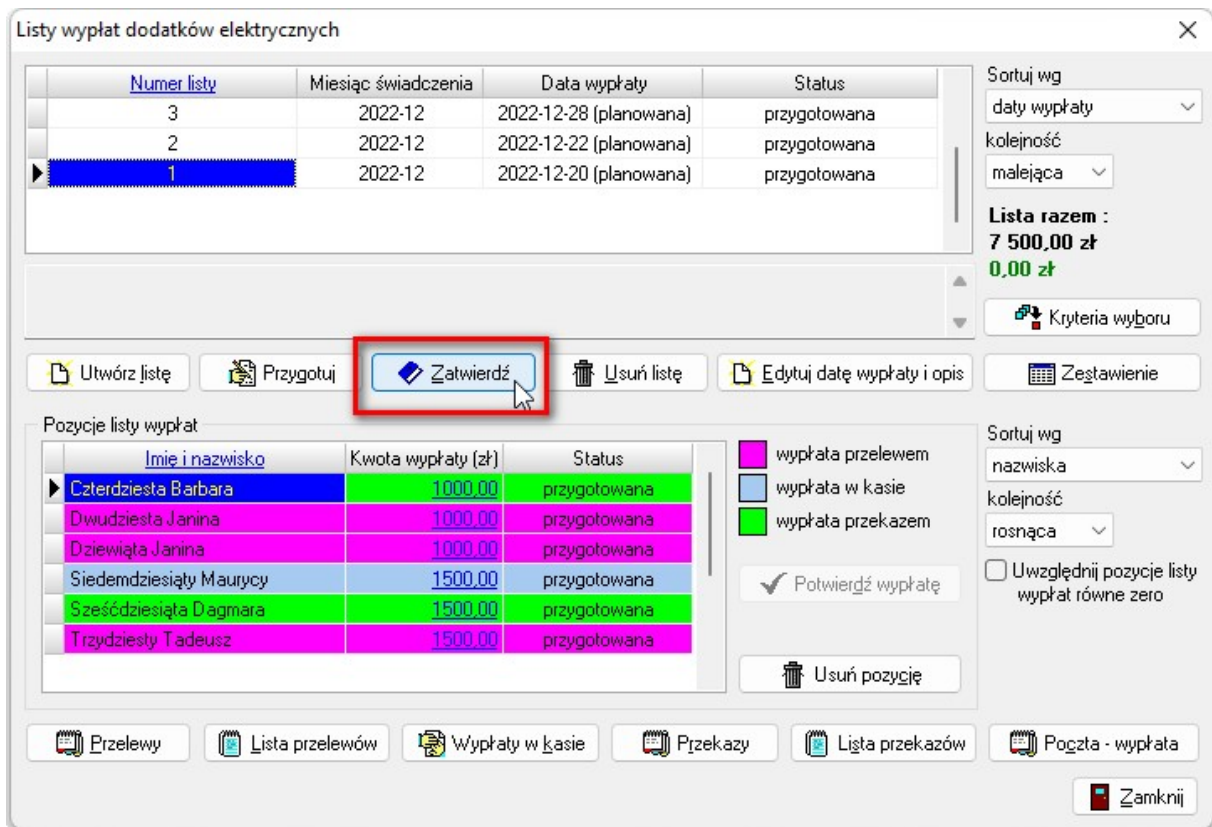 Listy wypłat dodatków elektrycznych
Numer listy Miesiąc świadczenia Data wypłaty Status
3 2022-12 2022-12-28 (planowana) przygotowana
2 2022-12 2022-12-22 (planowana) przygotowana
1 2022-12 2022-12-20 (planowana) przygotowana
Sortuj wg
daty wypłaty
kolejność
malejąca
Lista razem :
7 500,00 zł
0,00 zł
Kryteria wyboru
Utwórz listę Przygotuj Zatwierdź Usuń listę Edytuj datę wypłaty i opis Zestawienie
Pozycje listy wypłat
Imię i nazwisko Kwota wypłaty (zł) Status
Czterdziesta Barbara 1000,00 przygotowana
Dwudziesta Janina 1000,00 przygotowana
Dziewiąta Janina 1000,00 przygotowana
Siedemdziesiąty Maurycy 1500,00 przygotowana
Sześćdziesiąta Dagmara 1500,00 przygotowana
Trzydziesty Tadeusz 1500,00 przygotowana
wypłata przelewem
wypłata w kasie
wypłata przekazem
Potwierdź wypłatę
Usuń pozycję
Sortuj wg
nazwiska
kolejność
rosnąca
Uwzględnij pozycje listy
wypłat równe zero
Przelewy Lista przelewów Wypłaty w kasie Przekazy Lista przekazów Poczta - wypłata
Zamknij